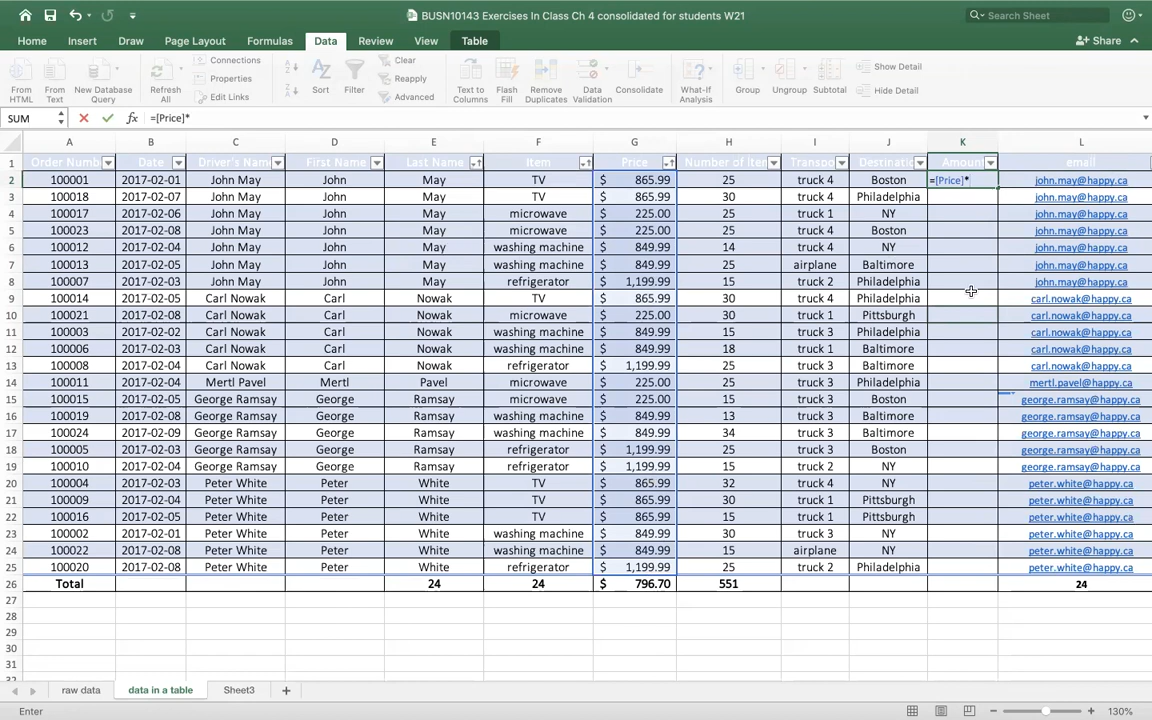 BUSN10143 Exercises In Class Ch 4 consolidated for students W21
Search Sheet
Home Insert Draw Page Layout Formulas Data Review View Table
Share
From HTML
From Text
New Database Query
Refresh All
Connections
Properties
Edit Links
Sort
Filter
Clear
Reapply
Advanced
Text to Columns
Flash Fill
Remove Duplicates
Data Validation
Consolidate
What-If Analysis
Group
Ungroup
Subtotal
Show Detail
Hide Detail
SUM fx =[Price]*
A B C D E F G H I J K L
1 Order Numb Date Driver's Nam First Name Last Name Item Price Number of Iten Transpo Destinatic Amoun email
2 100001 2017-02-01 John May John May TV $ 865.99 25 truck 4 Boston =[Price]* john.may@happy.ca
3 100018 2017-02-07 John May John May TV $ 865.99 30 truck 4 Philadelphia john.may@happy.ca
4 100017 2017-02-06 John May John May microwave $ 225.00 25 truck 1 NY john.may@happy.ca
5 100023 2017-02-08 John May John May microwave $ 225.00 25 truck 4 Boston john.may@happy.ca
6 100012 2017-02-04 John May John May washing machine $ 849.99 14 truck 4 NY john.may@happy.ca
7 100013 2017-02-05 John May John May washing machine $ 849.99 25 airplane Baltimore john.may@happy.ca
8 100007 2017-02-03 John May John May refrigerator $ 1,199.99 15 truck 2 Philadelphia john.may@happy.ca
9 100014 2017-02-05 Carl Nowak Carl Nowak TV $ 865.99 30 truck 4 Philadelphia carl.nowak@happy.ca
10 100021 2017-02-08 Carl Nowak Carl Nowak microwave $ 225.00 30 truck 1 Pittsburgh carl.nowak@happy.ca
11 100003 2017-02-02 Carl Nowak Carl Nowak washing machine $ 849.99 15 truck 3 Philadelphia carl.nowak@happy.ca
12 100006 2017-02-03 Carl Nowak Carl Nowak washing machine $ 849.99 18 truck 1 Baltimore carl.nowak@happy.ca
13 100008 2017-02-04 Carl Nowak Carl Nowak refrigerator $ 1,199.99 25 truck 3 Baltimore carl.nowak@happy.ca
14 100011 2017-02-04 Mertl Pavel Mertl Pavel microwave $ 225.00 25 truck 3 Philadelphia mertl.pavel@happy.ca
15 100015 2017-02-05 George Ramsay George Ramsay microwave $ 225.00 15 truck 3 Boston george.ramsay@happy.ca
16 100019 2017-02-08 George Ramsay George Ramsay washing machine $ 849.99 13 truck 3 Baltimore george.ramsay@happy.ca
17 100024 2017-02-09 George Ramsay George Ramsay washing machine $ 849.99 34 truck 3 Baltimore george.ramsay@happy.ca
18 100005 2017-02-03 George Ramsay George Ramsay refrigerator $ 1,199.99 25 truck 3 Boston george.ramsay@happy.ca
19 100010 2017-02-04 George Ramsay George Ramsay refrigerator $ 1,199.99 15 truck 2 NY george.ramsay@happy.ca
20 100004 2017-02-03 Peter White Peter White TV $ 865.99 32 truck 4 NY peter.white@happy.ca
21 100009 2017-02-04 Peter White Peter White TV $ 865.99 30 truck 1 Pittsburgh peter.white@happy.ca
22 100016 2017-02-05 Peter White Peter White TV $ 865.99 15 truck 1 Pittsburgh peter.white@happy.ca
23 100002 2017-02-01 Peter White Peter White washing machine $ 849.99 30 truck 3 NY peter.white@happy.ca
24 100022 2017-02-08 Peter White Peter White washing machine $ 849.99 15 airplane NY peter.white@happy.ca
25 100020 2017-02-08 Peter White Peter White refrigerator $ 1,199.99 25 truck 2 Philadelphia peter.white@happy.ca
26 Total 24 24 $ 796.70 551 24
27
28
29
30
31
raw data data in a table Sheet3
Enter 130%